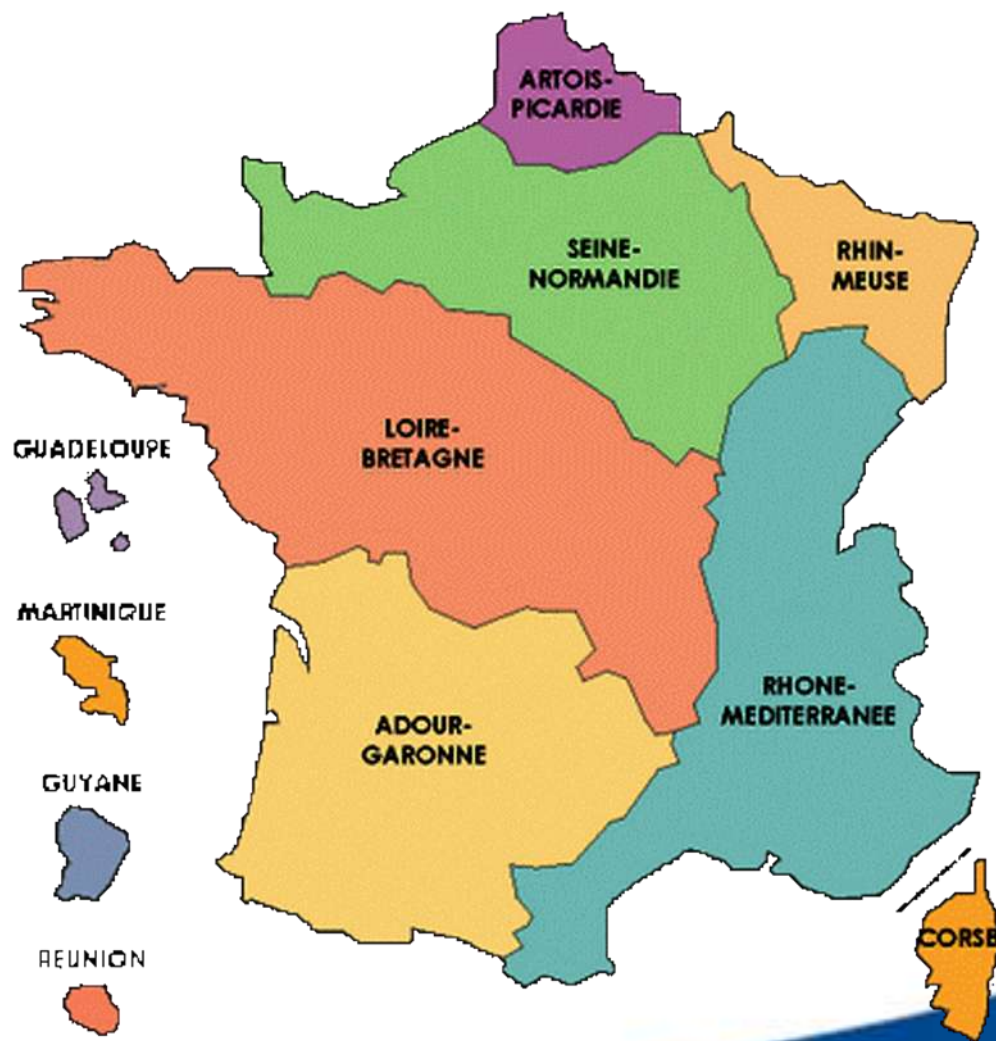 ARTOIS-
PICARDIE
SEINE-
NORMANDIE
RHIN-
MEUSE
LOIRE-
BRETAGNE
GUADELOUPE
MARTINIQUE
RHONE-
MEDITERRANEE
ADOUR-
GARONNE
GUYANE
CORSE
REUNION